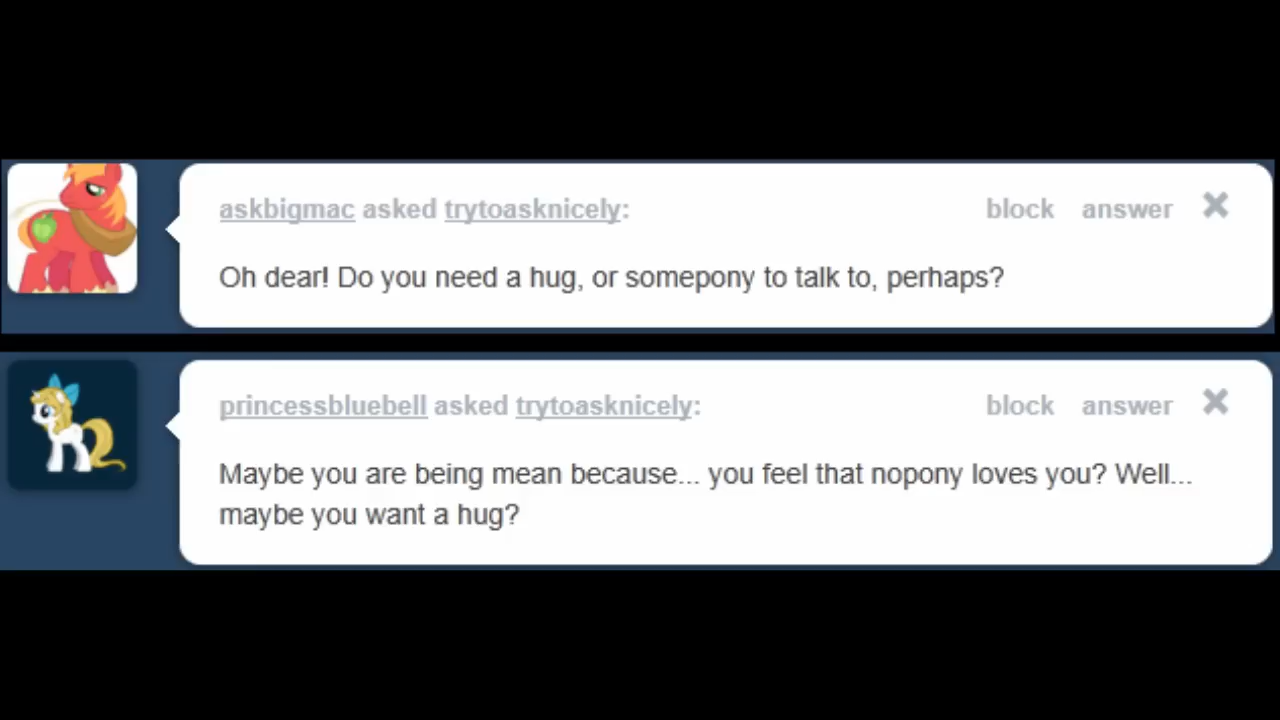 askbigmac asked trytoasknicely: block answer ×
Oh dear! Do you need a hug, or somepony to talk to, perhaps?
princessbluebell asked trytoasknicely: block answer ×
Maybe you are being mean because... you feel that nopony loves you? Well...
maybe you want a hug?